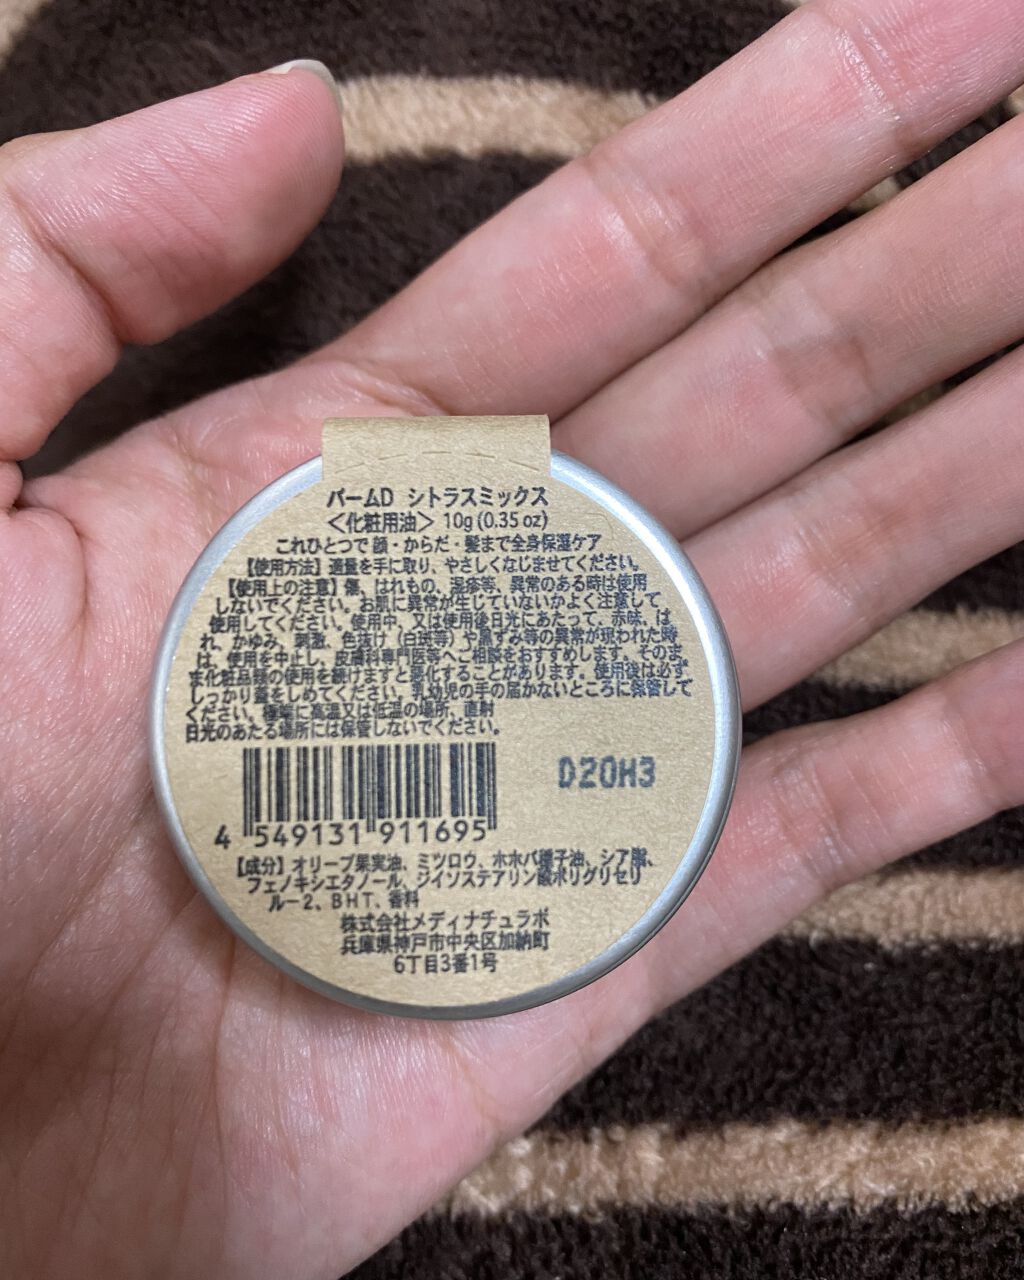 バームD シトラスミックス
<化粧用油> 10g (0.35 oz)
これひとつで 顔・からだ・髪まで全身保湿ケア
【使用方法】適量を手に取り、やさしくなじませてください。
【使用上の注意】傷、はれもの、湿疹等、異常のある時は使用
しないでください。お肌に異常が生じていないかよく注意して
使用してください。使用中、又は使用後日光にあたって、赤味、は
れ、かゆみ、刺激、色抜け（白斑等）や黒ずみ等の異常が現われた時
は、使用を中止し、皮膚科専門医等へご相談をおすすめします。そのま
ま化粧品類の使用を続けますと悪化することがあります。使用後は必ず
しっかり蓋をしめてください。乳幼児の手の届かないところに保管して
ください。極端に高温又は低温の場所、直射
日光のあたる場所には保管しないでください。
D20H3
4 549131 911695
【成分】オリーブ果実油、ミツロウ、ホホバ種子油、シア脂、
フェノキシエタノール、ジイソステアリン酸ポリグリセリ
ル－2、BHT、香料
株式会社メディナチュラボ
兵庫県神戸市中央区加納町
6丁目3番1号